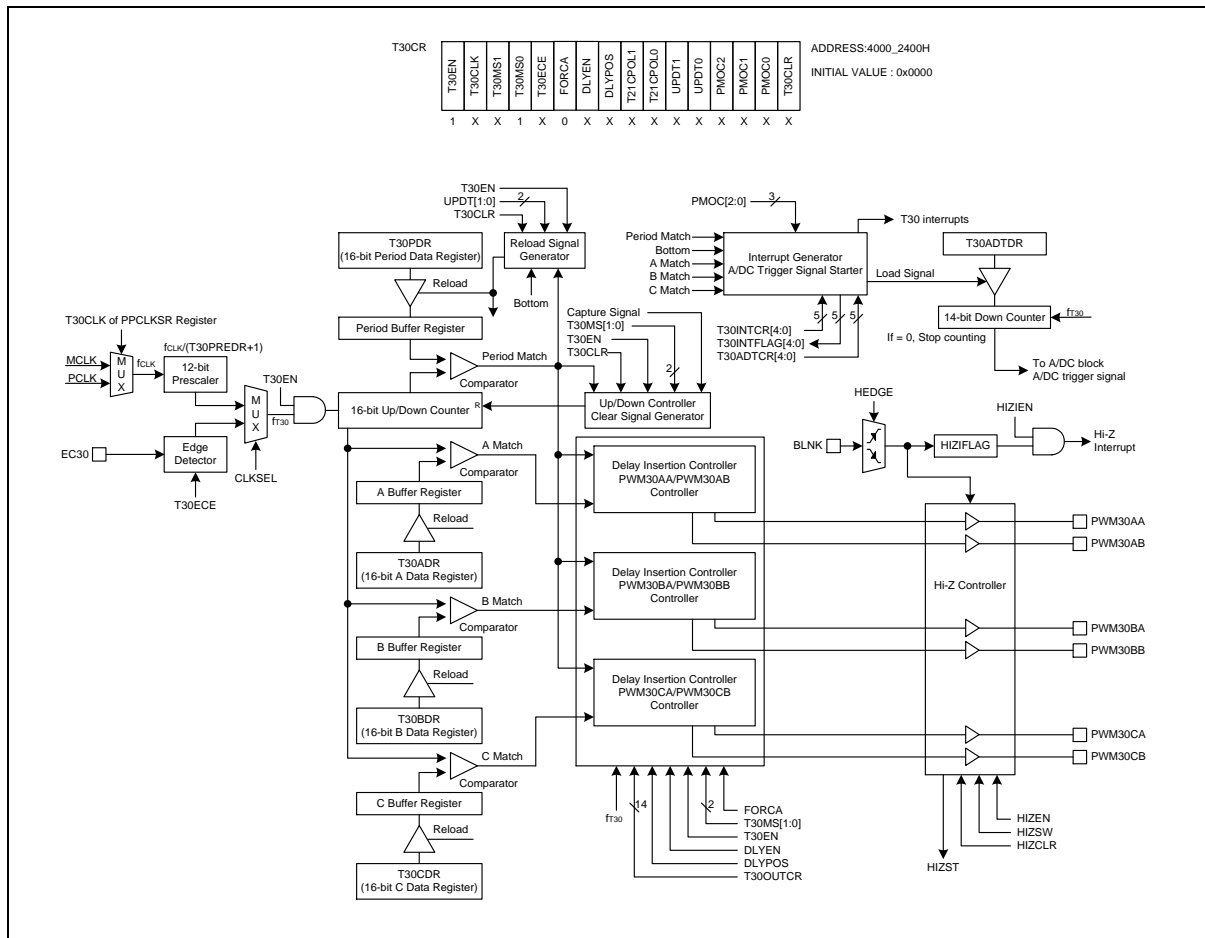 T30CR
T30EN
T30CLK
T30MS1
T30MS0
T30ECE
FORCA
DLYEN
DLYPOS
T21CPOL1
T21CPOL0
UPDT1
UPDT0
PMOC2
PMOC1
PMOC0
T30CLR
ADDRESS:4000_2400H
INITIAL VALUE : 0x0000
1 X X 1 X 0 X X X X X X X X X X
T30EN
UPDT[1:0]
2
T30CLR
T30PDR
(16-bit Period Data Register)
Reload Signal
Generator
Reload
Bottom
Period Buffer Register
PMOC[2:0]
3
T30 interrupts
Period Match
Bottom
A Match
B Match
C Match
Interrupt Generator
A/DC Trigger Signal Starter
Load Signal
T30ADTDR
14-bit Down Counter
fT30
If = 0, Stop counting
5
5
5
T30INTCR[4:0]
T30INTFLAG[4:0]
T30ADTCR[4:0]
To A/DC block
A/DC trigger signal
Capture Signal
T30MS[1:0]
T30EN
T30CLR
2
T30CLK of PPCLKSR Register
MCLK
PCLK
MUX
fCLK
fCLK/(T30PREDR+1)
12-bit
Prescaler
EC30
Edge
Detector
T30ECE
MUX
CLKSEL
T30EN
fT30
Period Match
Comparator
16-bit Up/Down Counter
R
Up/Down Controller
Clear Signal Generator
A Match
Comparator
A Buffer Register
Reload
T30ADR
(16-bit A Data Register)
Delay Insertion Controller
PWM30AA/PWM30AB
Controller
HEDGE
BLNK
HIZIFLAG
HIZIEN
Hi-Z
Interrupt
PWM30AA
PWM30AB
B Match
Comparator
B Buffer Register
Reload
T30BDR
(16-bit B Data Register)
Delay Insertion Controller
PWM30BA/PWM30BB
Controller
Hi-Z Controller
PWM30BA
PWM30BB
C Match
Comparator
C Buffer Register
Reload
T30CDR
(16-bit C Data Register)
Delay Insertion Controller
PWM30CA/PWM30CB
Controller
PWM30CA
PWM30CB
fT30
14
2
FORCA
T30MS[1:0]
T30EN
DLYEN
DLYPOS
T30OUTCR
HIZEN
HIZSW
HIZCLR
HIZST